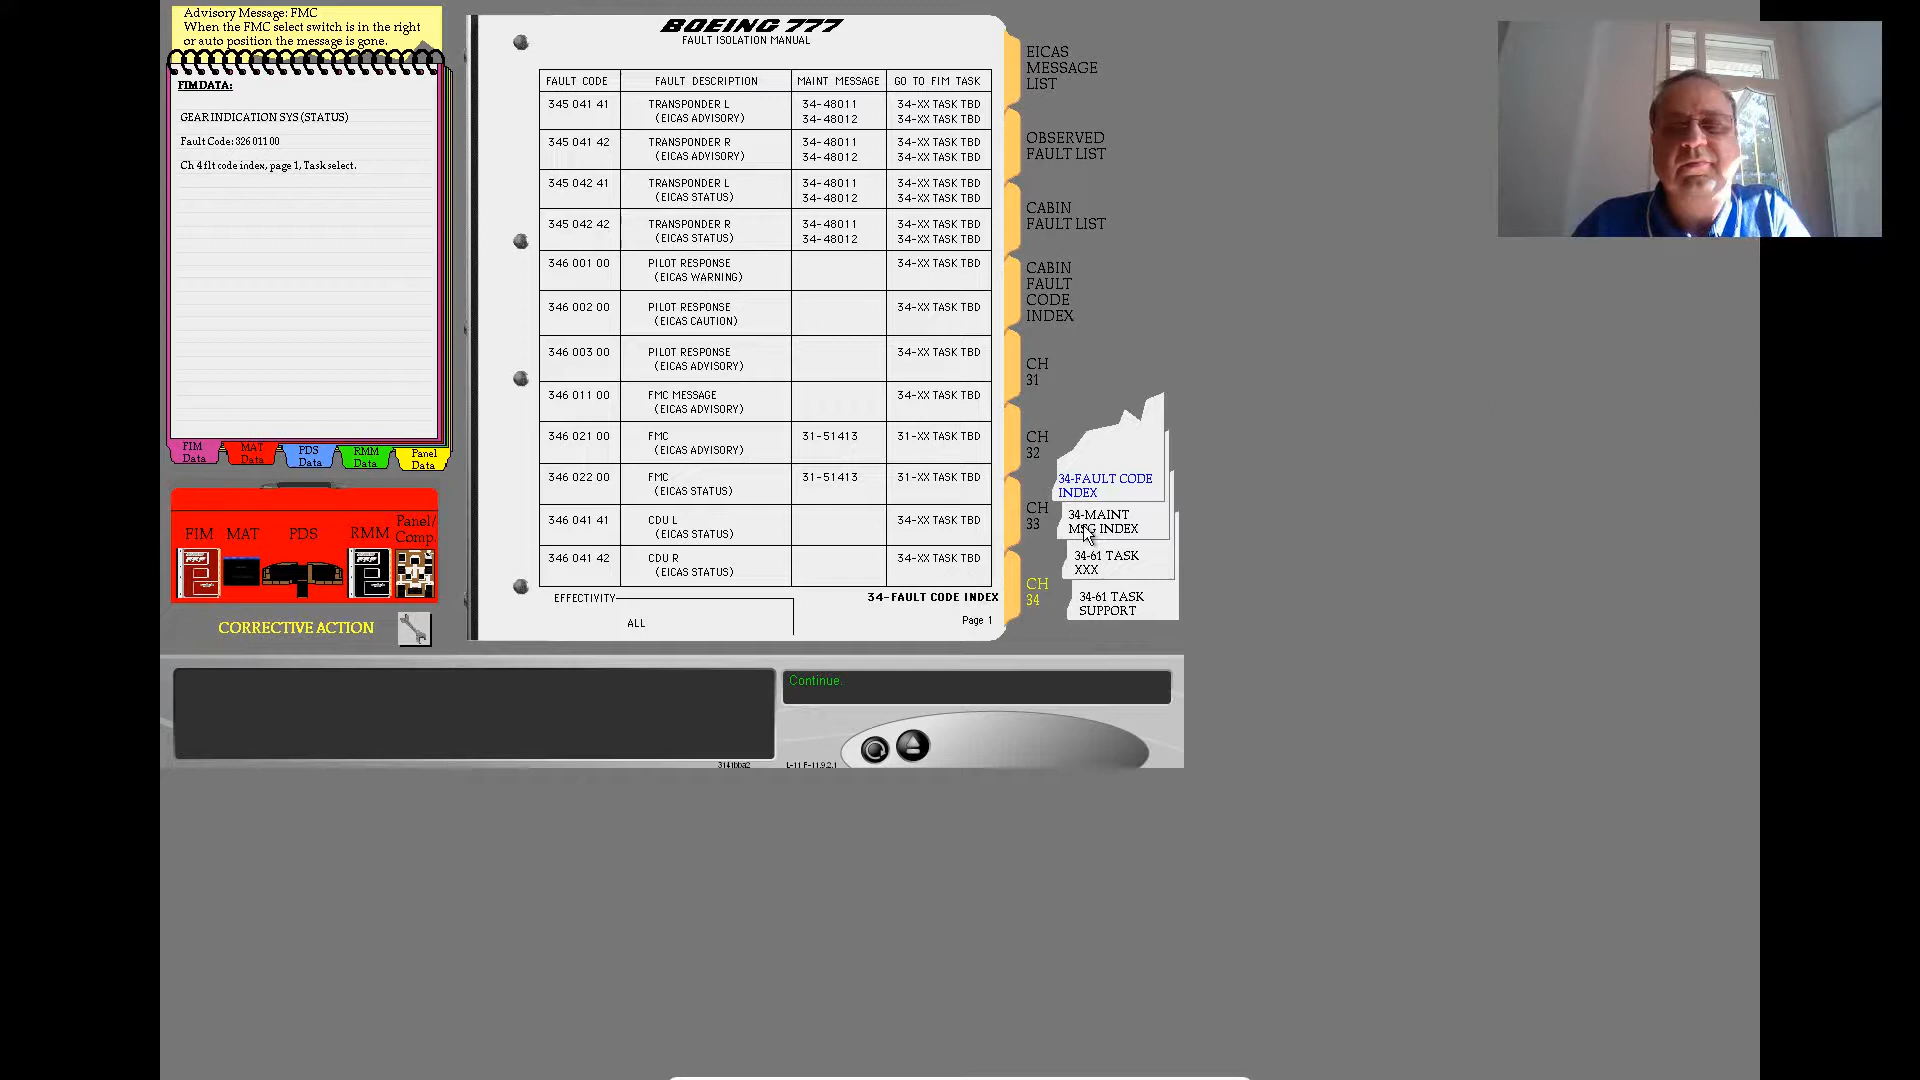 Advisory Message: FMC
When the FMC select switch is in the right
or auto position the message is gone.
FIM DATA:
GEAR INDICATION SYS (STATUS)
Fault Code: 326 011 00
Ch 4 flt code index, page 1, Task select.
FIM Data
MAT Data
PDS Data
RMM Data
Panel Data
FIM
MAT
PDS
RMM
Panel/
Comp.
CORRECTIVE ACTION
BOEING 777
FAULT ISOLATION MANUAL
FAULT CODE FAULT DESCRIPTION MAINT MESSAGE GO TO FIM TASK
345 041 41 TRANSPONDER L 34-48011 34-XX TASK TBD
(EICAS ADVISORY) 34-48012 34-XX TASK TBD
345 041 42 TRANSPONDER R 34-48011 34-XX TASK TBD
(EICAS ADVISORY) 34-48012 34-XX TASK TBD
345 042 41 TRANSPONDER L 34-48011 34-XX TASK TBD
(EICAS STATUS) 34-48012 34-XX TASK TBD
345 042 42 TRANSPONDER R 34-48011 34-XX TASK TBD
(EICAS STATUS) 34-48012 34-XX TASK TBD
346 001 00 PILOT RESPONSE 34-XX TASK TBD
(EICAS WARNING)
346 002 00 PILOT RESPONSE 34-XX TASK TBD
(EICAS CAUTION)
346 003 00 PILOT RESPONSE 34-XX TASK TBD
(EICAS ADVISORY)
346 011 00 FMC MESSAGE 34-XX TASK TBD
(EICAS ADVISORY)
346 021 00 FMC 31-51413 31-XX TASK TBD
(EICAS ADVISORY)
346 022 00 FMC 31-51413 31-XX TASK TBD
(EICAS STATUS)
346 041 41 CDU L 34-XX TASK TBD
(EICAS STATUS)
346 041 42 CDU R 34-XX TASK TBD
(EICAS STATUS)
EFFECTIVITY
ALL
34-FAULT CODE INDEX
Page 1
EICAS
MESSAGE
LIST
OBSERVED
FAULT LIST
CABIN
FAULT LIST
CABIN
FAULT
CODE
INDEX
CH
31
CH
32
CH
33
CH
34
34-FAULT CODE
INDEX
34-MAINT
MSG INDEX
34-61 TASK
XXX
34-61 TASK
SUPPORT
Continue.
3141bba2
L-11 F-11.9.2.1